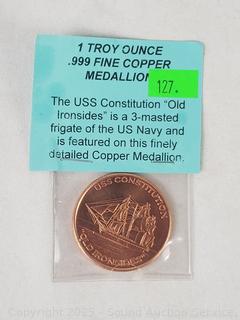 1 TROY OUNCE
.999 FINE COPPER
MEDALLION
127.
The USS Constitution "Old
Ironsides" is a 3-masted
frigate of the US Navy and
is featured on this finely
detailed Copper Medallion.
USS CONSTITUTION
"OLD IRONSIDES"
Copyright 2025 - Sound Auction Service.